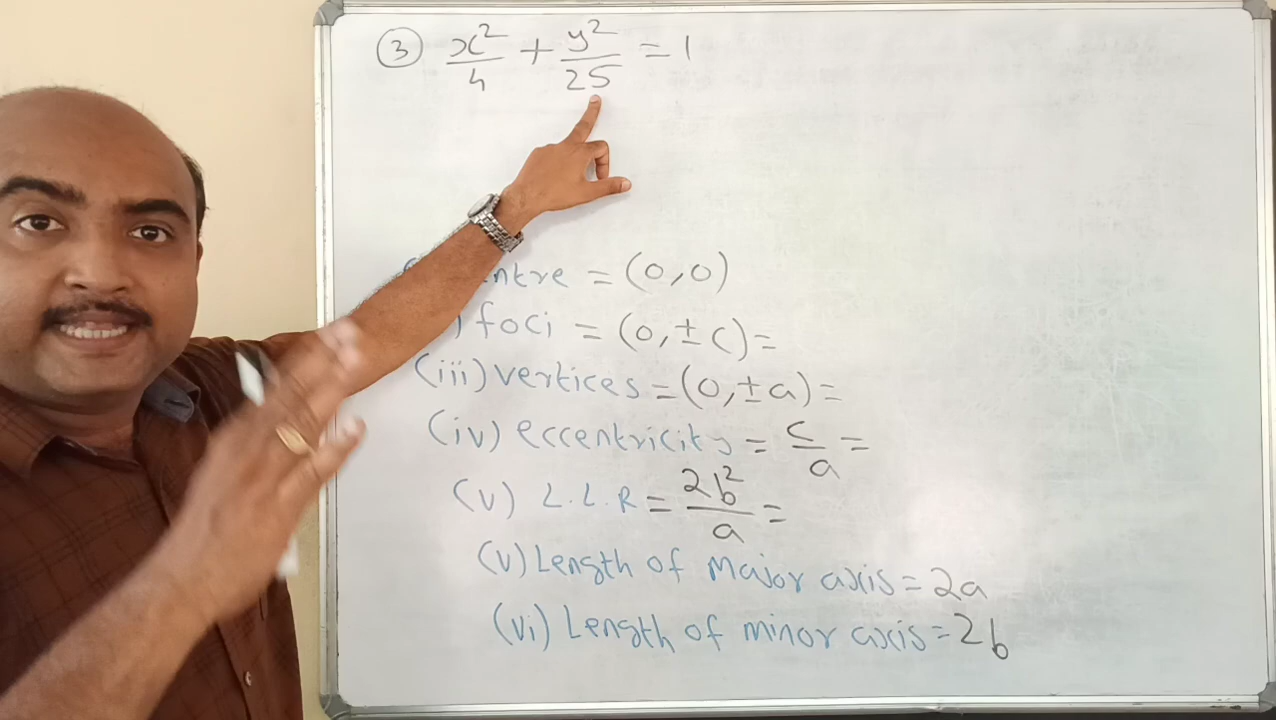 ③ x²/4 + y²/25 = 1
= (0,0)
foci = (0, ± c) =
(iii) vertices = (0, ± a) =
(iv) eccentricity = c/a =
(v) L.L.R = 2b²/a =
(v) Length of major axis = 2a
(vi) Length of minor axis = 2b